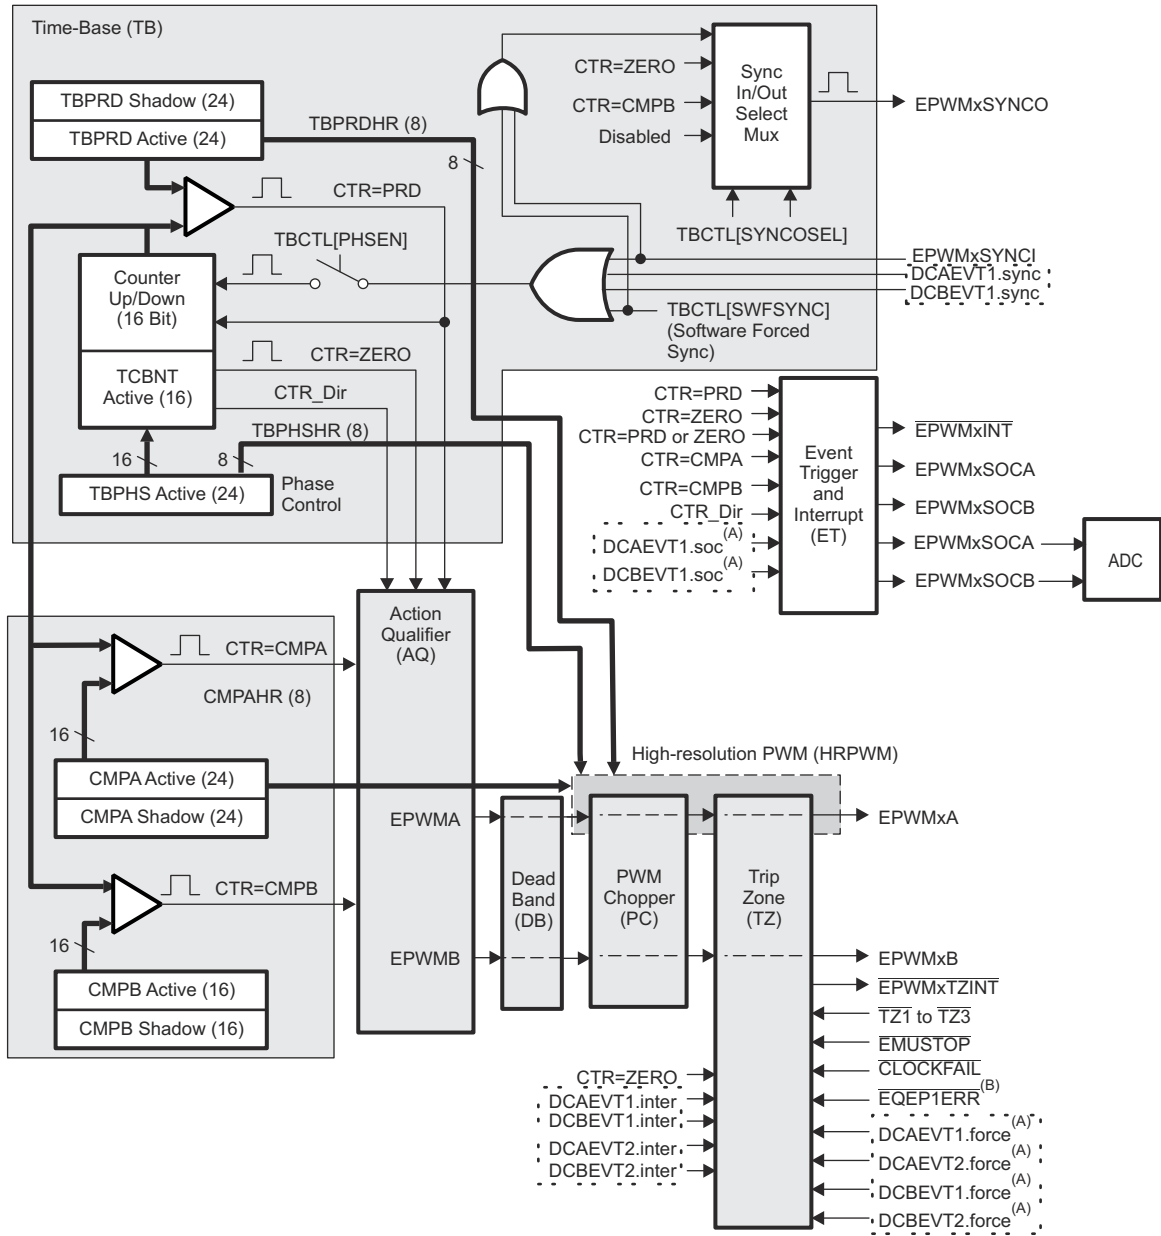 Time-Base (TB)
TBPRD Shadow (24)
TBPRD Active (24)
TBPRDHR (8)
8
CTR=PRD
TBCTL[PHSEN]
Counter
Up/Down
(16 Bit)
TCBNT
Active (16)
CTR=ZERO
CTR_Dir
TBPHSHR (8)
16
8
TBPHS Active (24)
Phase
Control
CTR=ZERO
CTR=CMPB
Disabled
Sync
In/Out
Select
Mux
EPWMxSYNCO
TBCTL[SYNCOSEL]
EPWMxSYNCI
DCAEVT1.sync
DCBEVT1.sync
TBCTL[SWFSYNC]
(Software Forced
Sync)
CTR=PRD
CTR=ZERO
CTR=PRD or ZERO
CTR=CMPA
CTR=CMPB
CTR_Dir
DCAEVT1.soc(A)
DCBEVT1.soc(A)
Event
Trigger
and
Interrupt
(ET)
EPWMxINT
EPWMxSOCA
EPWMxSOCB
EPWMxSOCA
EPWMxSOCB
ADC
Action
Qualifier
(AQ)
CTR=CMPA
CMPAHR (8)
16
CMPA Active (24)
CMPA Shadow (24)
CTR=CMPB
16
CMPB Active (16)
CMPB Shadow (16)
EPWMA
EPWMB
High-resolution PWM (HRPWM)
Dead
Band
(DB)
PWM
Chopper
(PC)
Trip
Zone
(TZ)
EPWMxA
EPWMxB
EPWMxTZINT
TZ1 to TZ3
EMUSTOP
CLOCKFAIL
EQEP1ERR(B)
DCAEVT1.force(A)
DCAEVT2.force(A)
DCBEVT1.force(A)
DCBEVT2.force(A)
CTR=ZERO
DCAEVT1.inter
DCBEVT1.inter
DCAEVT2.inter
DCBEVT2.inter